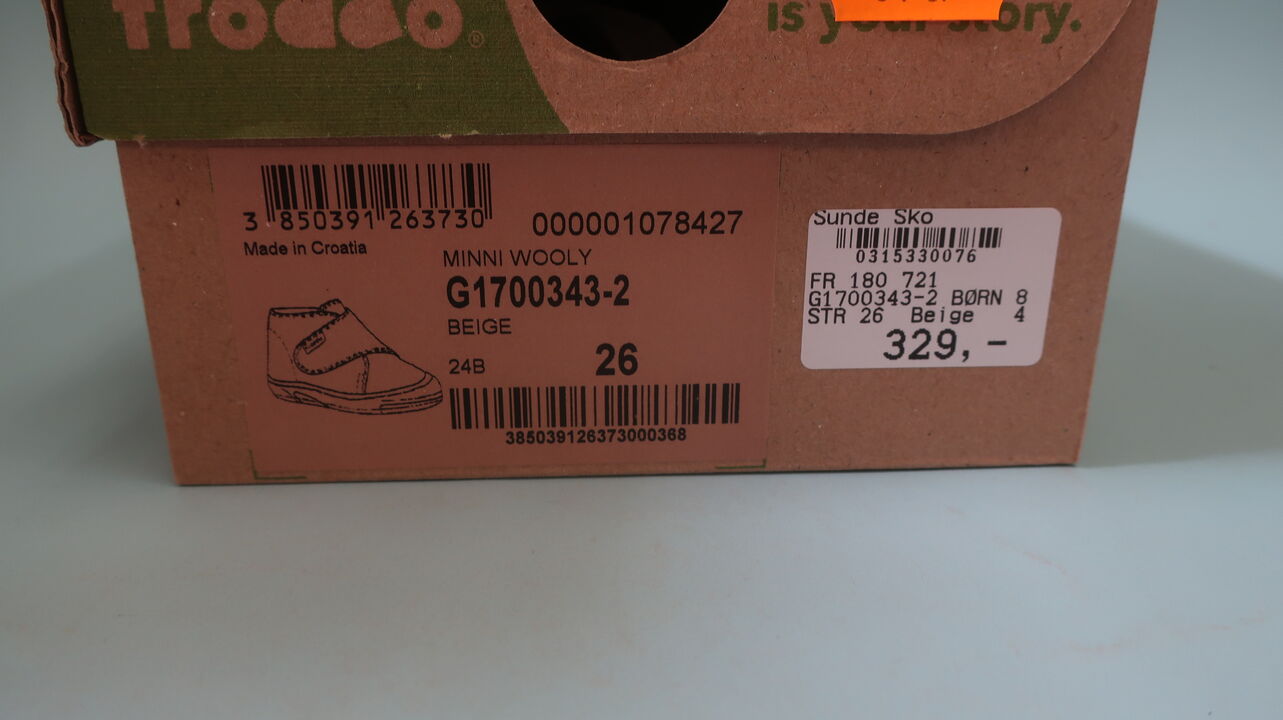 froddo®
is your story.
3 850391 263730
000001078427
Made in Croatia
MINNI WOOLY
G1700343-2
BEIGE
24B
26
385039126373000368
Sunde Sko
0315330076
FR 180 721
G1700343-2 BØRN 8
STR 26 Beige 4
329,-